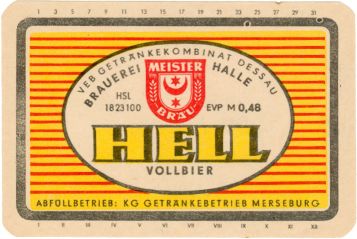 1 3 5 7 9 11 13 15 17 19 21 23 25 27 29 31
VEB GETRÄNKEKOMBINAT DESSAU
BRAUEREI HALLE
MEISTER
BRÄU
HSL
1823100
EVP M 0,48
HELL
VOLLBIER
ABFÜLLBETRIEB: KG GETRÄNKEBETRIEB MERSEBURG
I II III IV V VI VII VIII IX X XI XII